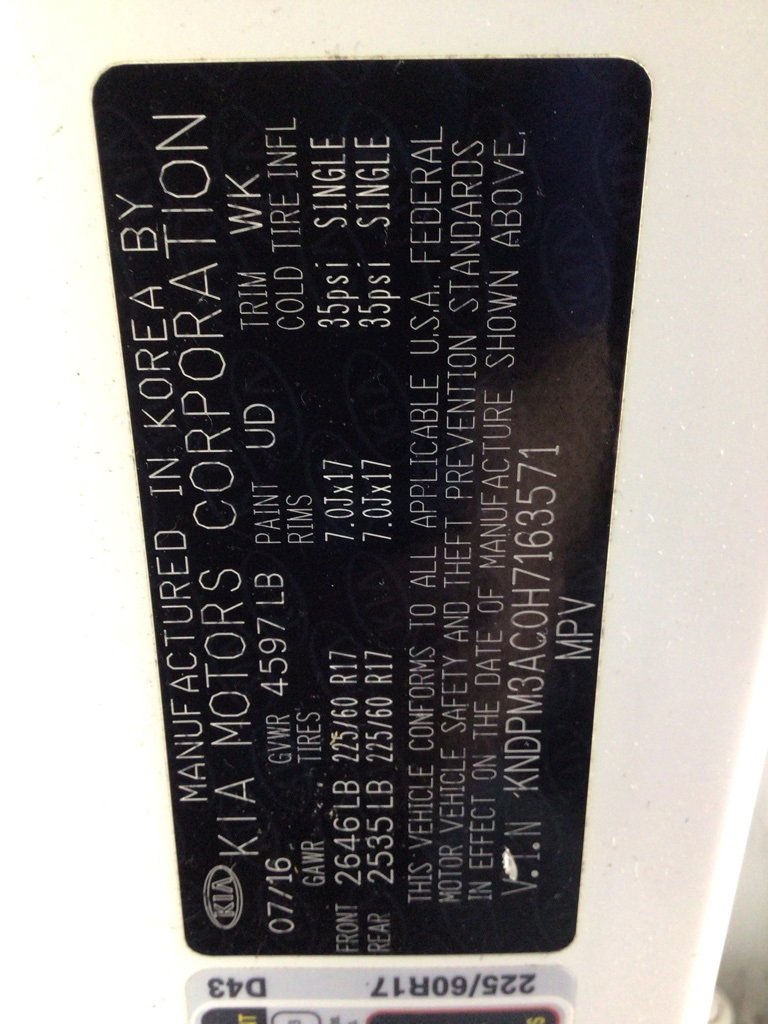 KIA
MANUFACTURED IN KOREA BY
KIA MOTORS CORPORATION
07/16 GVWR 4597LB PAINT UD TRIM WK
GAWR TIRES RIMS COLD TIRE INFL
FRONT 2646LB 225/60 R17 7.0Jx17 35psi SINGLE
REAR 2535LB 225/60 R17 7.0Jx17 35psi SINGLE
THIS VEHICLE CONFORMS TO ALL APPLICABLE U.S.A. FEDERAL
MOTOR VEHICLE SAFETY AND THEFT PREVENTION STANDARDS
IN EFFECT ON THE DATE OF MANUFACTURE SHOWN ABOVE.
V.I.N KNDPM3AC0H7163571
MPV
225/60R17 D43